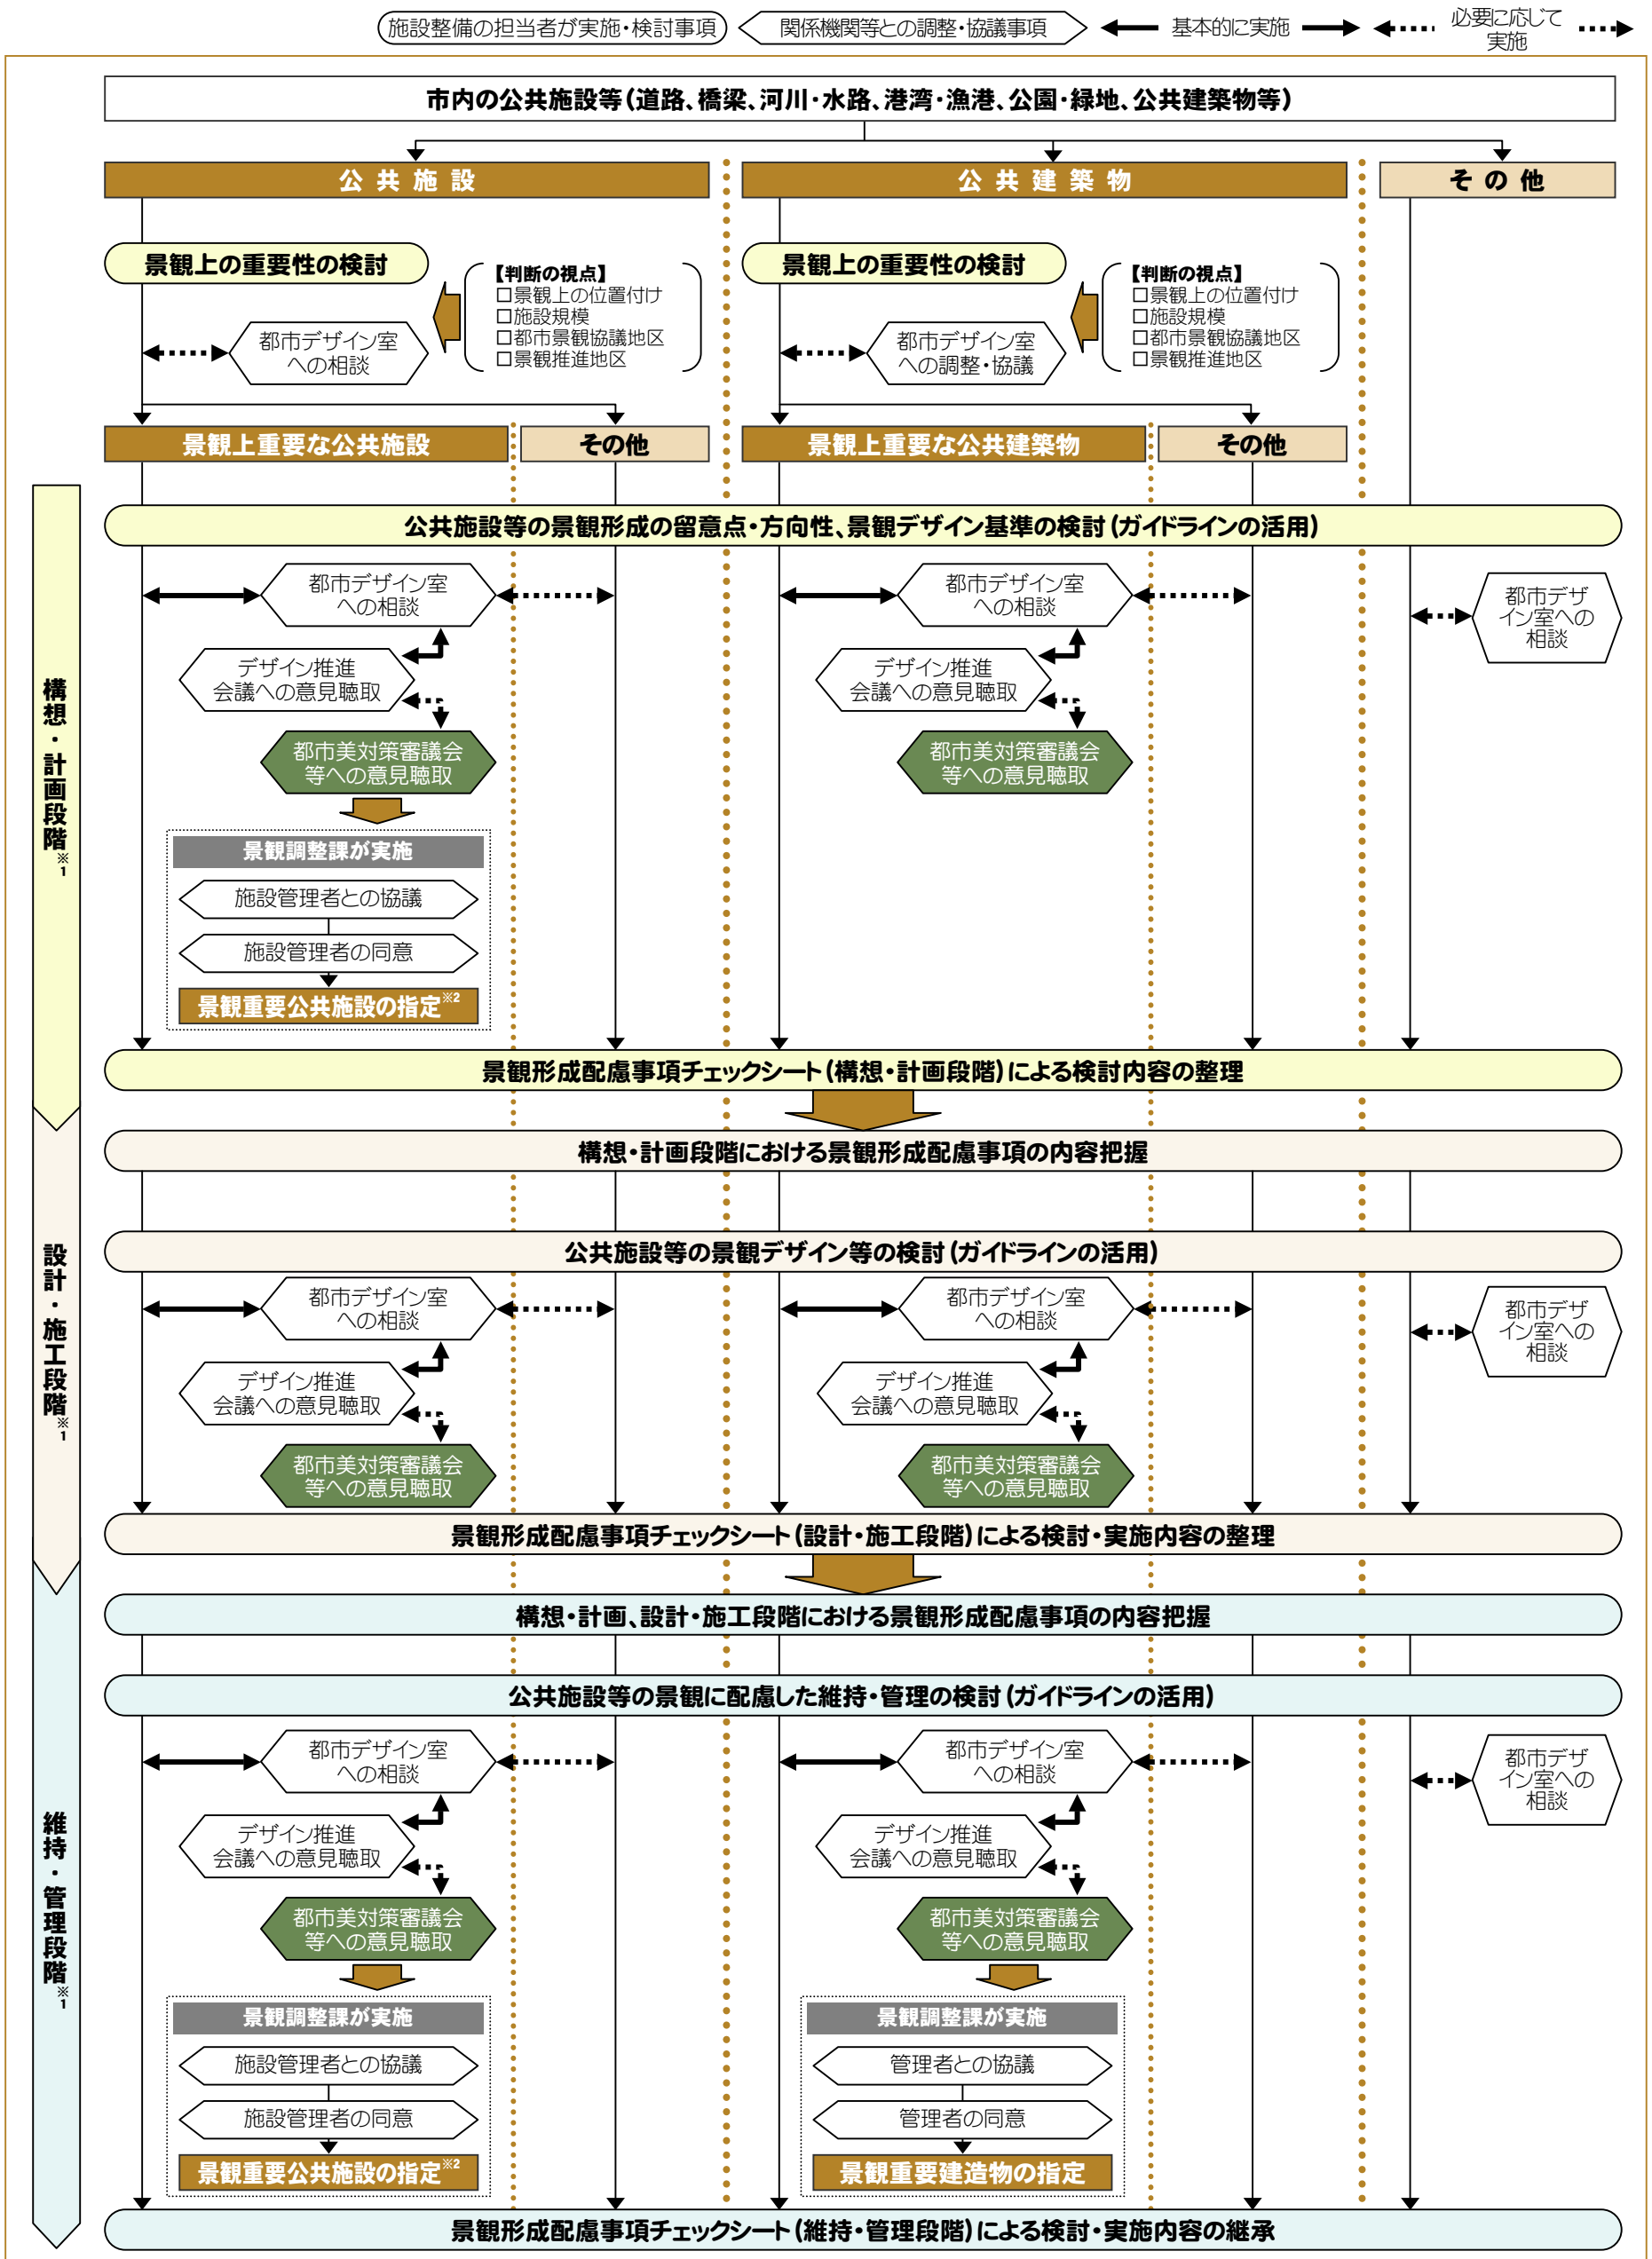 施設整備の担当者が実施・検討事項
関係機関等との調整・協議事項
基本的に実施
必要に応じて
実施
市内の公共施設等(道路、橋梁、河川・水路、港湾・漁港、公園・緑地、公共建築物等)
公共施設
公共建築物
その他
景観上の重要性の検討
【判断の視点】
□景観上の位置付け
□施設規模
□都市景観協議地区
□景観推進地区
都市デザイン室
への相談
景観上の重要性の検討
【判断の視点】
□景観上の位置付け
□施設規模
□都市景観協議地区
□景観推進地区
都市デザイン室
への調整・協議
景観上重要な公共施設
その他
景観上重要な公共建築物
その他
構想・計画段階※1
公共施設等の景観形成の留意点・方向性、景観デザイン基準の検討(ガイドラインの活用)
都市デザイン室
への相談
デザイン推進
会議への意見聴取
都市美対策審議会
等への意見聴取
景観調整課が実施
施設管理者との協議
施設管理者の同意
景観重要公共施設の指定※2
都市デザイン室
への相談
デザイン推進
会議への意見聴取
都市美対策審議会
等への意見聴取
都市デザ
イン室への
相談
景観形成配慮事項チェックシート(構想・計画段階)による検討内容の整理
設計・施工段階※1
構想・計画段階における景観形成配慮事項の内容把握
公共施設等の景観デザイン等の検討(ガイドラインの活用)
都市デザイン室
への相談
デザイン推進
会議への意見聴取
都市美対策審議会
等への意見聴取
都市デザイン室
への相談
デザイン推進
会議への意見聴取
都市美対策審議会
等への意見聴取
都市デザ
イン室への
相談
景観形成配慮事項チェックシート(設計・施工段階)による検討・実施内容の整理
維持・管理段階※1
構想・計画、設計・施工段階における景観形成配慮事項の内容把握
公共施設等の景観に配慮した維持・管理の検討(ガイドラインの活用)
都市デザイン室
への相談
デザイン推進
会議への意見聴取
都市美対策審議会
等への意見聴取
景観調整課が実施
施設管理者との協議
施設管理者の同意
景観重要公共施設の指定※2
都市デザイン室
への相談
デザイン推進
会議への意見聴取
都市美対策審議会
等への意見聴取
景観調整課が実施
管理者との協議
管理者の同意
景観重要建造物の指定
都市デザ
イン室への
相談
景観形成配慮事項チェックシート(維持・管理段階)による検討・実施内容の継承